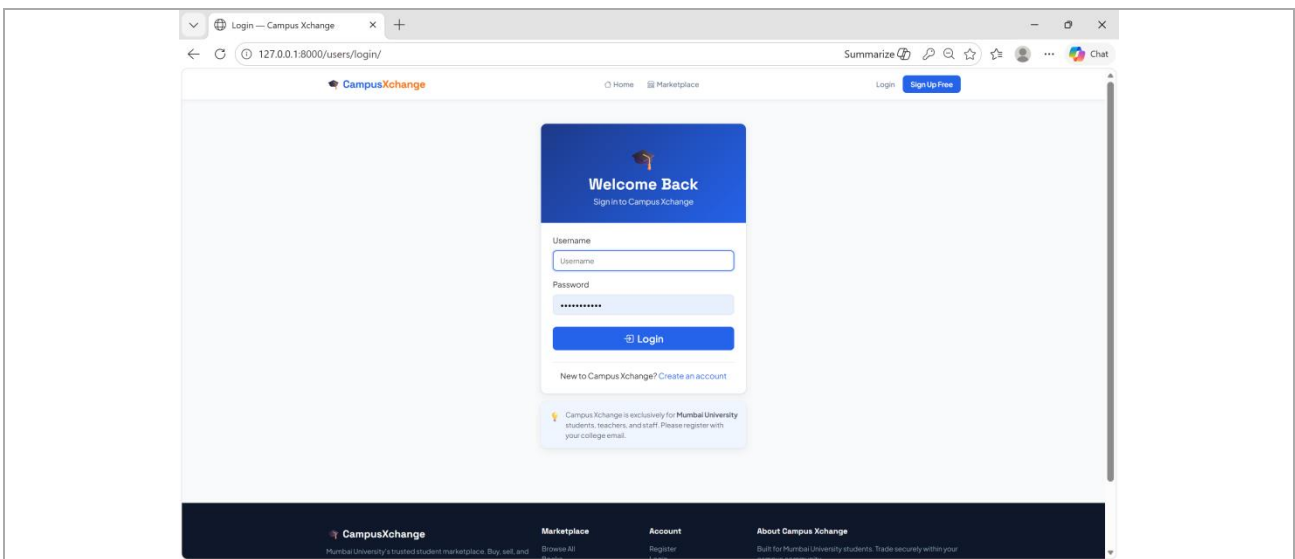 Login — Campus Xchange
127.0.0.1:8000/users/login/
Summarize
Chat
CampusXchange
Home Marketplace
Login Sign Up Free
Welcome Back
Sign in to Campus Xchange
Username
Username
Password
Login
New to Campus Xchange? Create an account
Campus Xchange is exclusively for Mumbai University
students, teachers, and staff. Please register with
your college email.
CampusXchange
Mumbai University's trusted student marketplace. Buy, sell, and
Marketplace
Browse All
Books
Account
Register
Login
About Campus Xchange
Built for Mumbai University students. Trade securely within your
campus community.